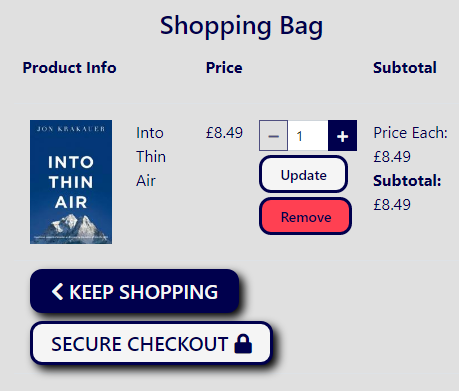 Shopping Bag
Product Info Price Subtotal
JON KRAKAUER
INTO
THIN
AIR
Into
Thin
Air
£8.49
1
Update
Remove
Price Each:
£8.49
Subtotal:
£8.49
KEEP SHOPPING
SECURE CHECKOUT